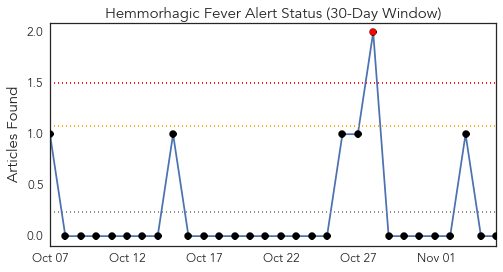 Hemmorhagic Fever Alert Status (30-Day Window)
Articles Found
2.0
1.5
1.0
0.5
0.0
Oct 07 Oct 12 Oct 17 Oct 22 Oct 27 Nov 01